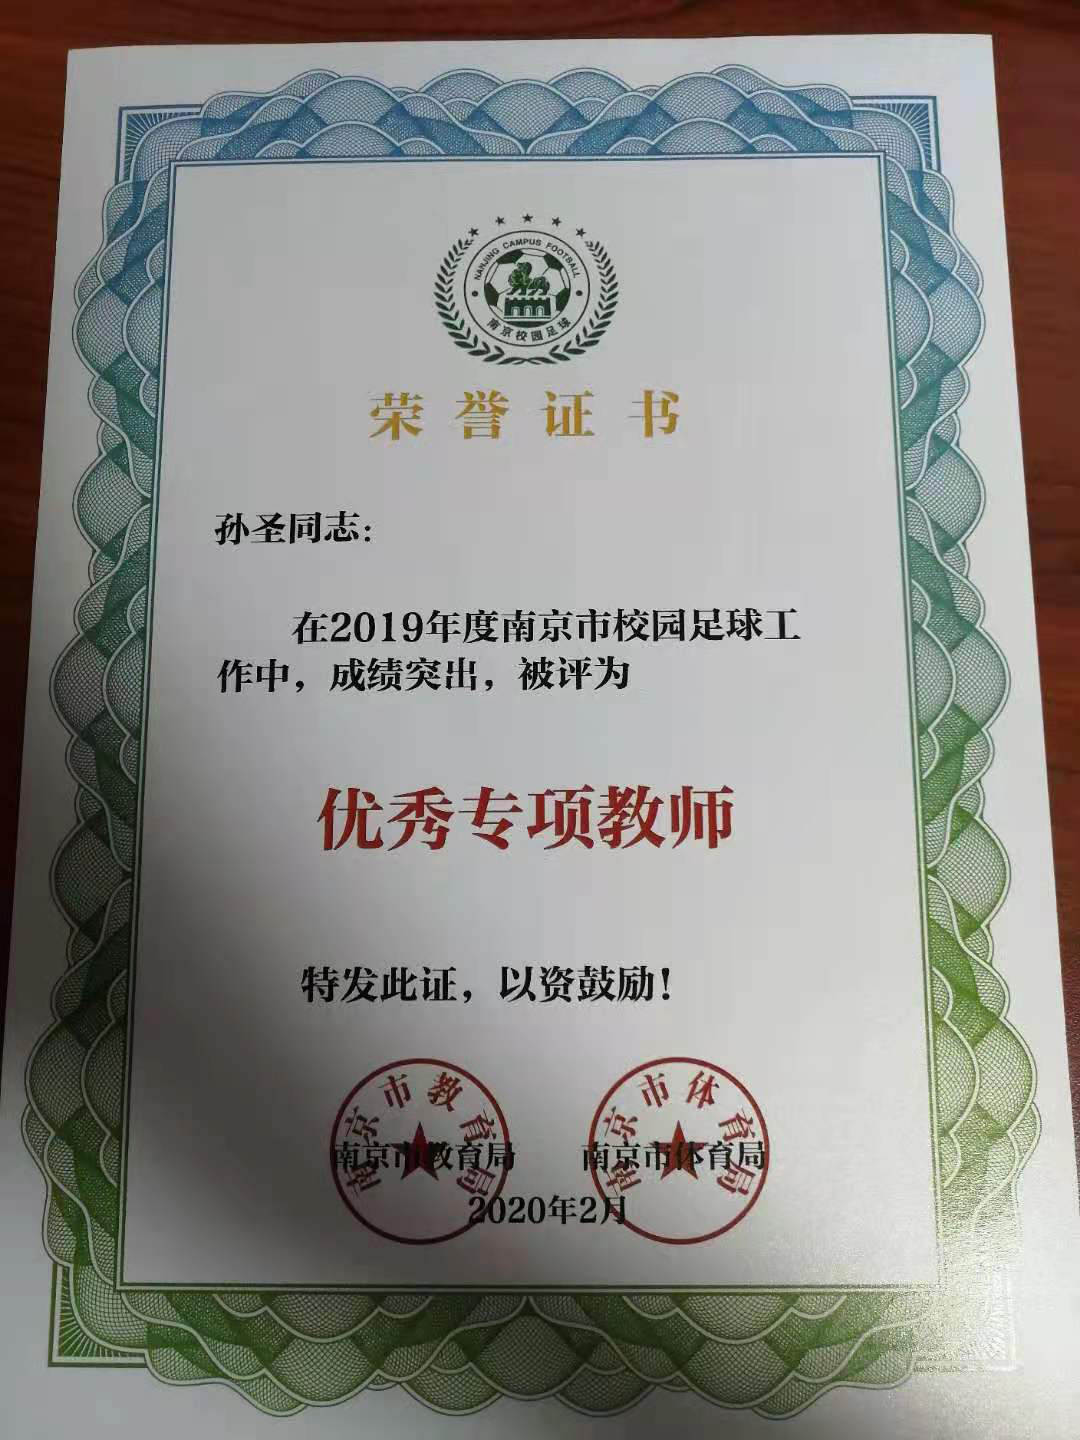 NANJING CAMPUS FOOTBALL
南京校园足球
荣誉证书
孙圣同志：
在2019年度南京市校园足球工
作中，成绩突出，被评为
优秀专项教师
特发此证，以资鼓励！
南京市教育局
南京市体育局
南京市教育局 南京市体育局
2020年2月